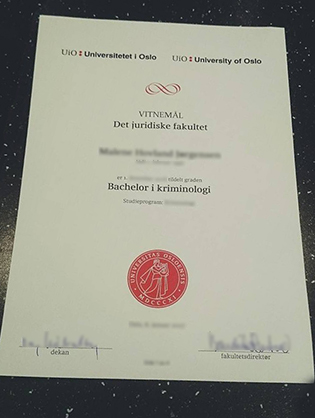 UiO Universitetet i Oslo
UiO University of Oslo
VITNEMÅL
Det juridiske fakultet
er i tildelt graden
Bachelor i kriminologi
Studieprogram:
UNIVERSITAS OSLOENSIS
MDCCCXI
dekan
fakultetsdirektør